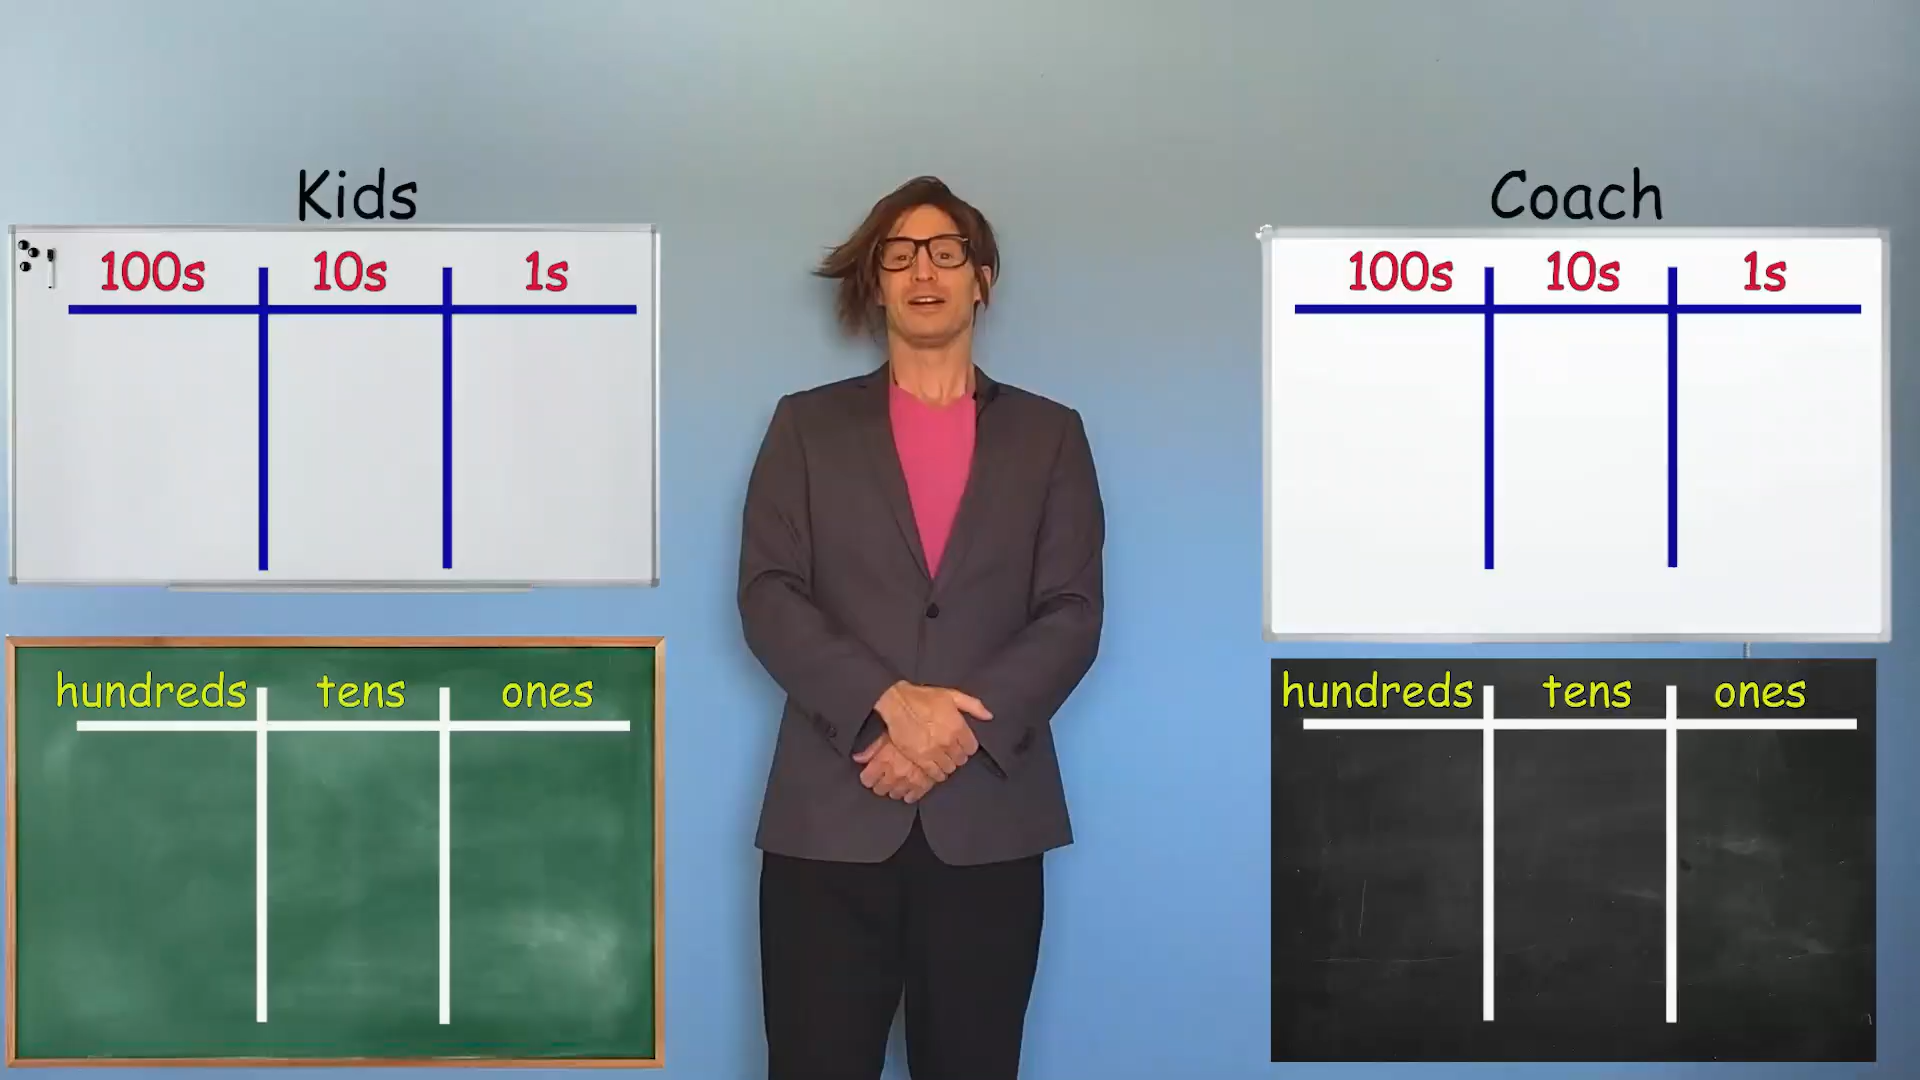 Kids
100s 10s 1s
hundreds tens ones
Coach
100s 10s 1s
hundreds tens ones